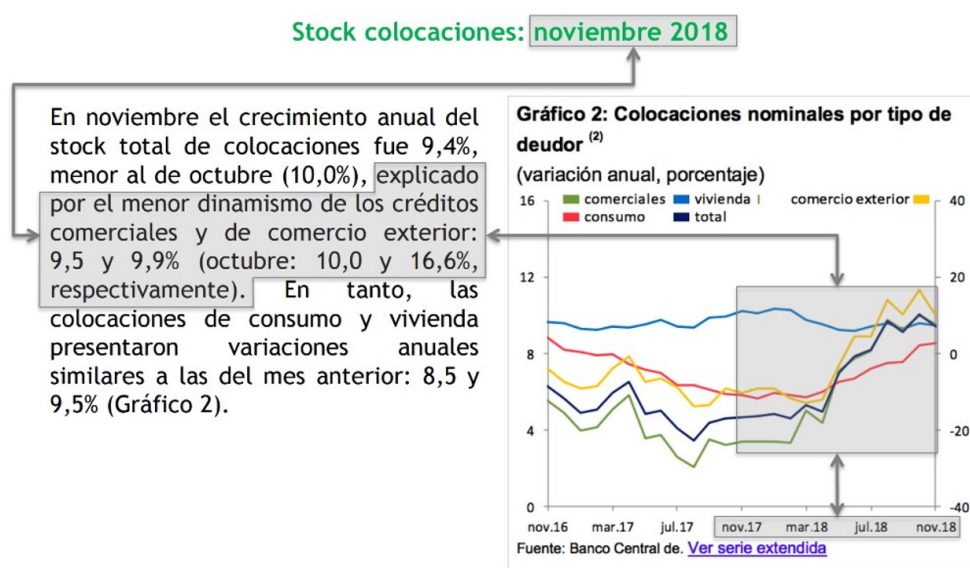 Stock colocaciones: noviembre 2018
En noviembre el crecimiento anual del
stock total de colocaciones fue 9,4%,
menor al de octubre (10,0%), explicado
por el menor dinamismo de los créditos
comerciales y de comercio exterior:
9,5 y 9,9% (octubre: 10,0 y 16,6%,
respectivamente). En tanto, las
colocaciones de consumo y vivienda
presentaron variaciones anuales
similares a las del mes anterior: 8,5 y
9,5% (Gráfico 2).
Gráfico 2: Colocaciones nominales por tipo de
deudor (2)
(variación anual, porcentaje)
comerciales vivienda comercio exterior
consumo total
16 40
12 20
8 0
4 -20
0 -40
nov.16 mar.17 jul.17 nov.17 mar.18 jul.18 nov.18
Fuente: Banco Central de. Ver serie extendida